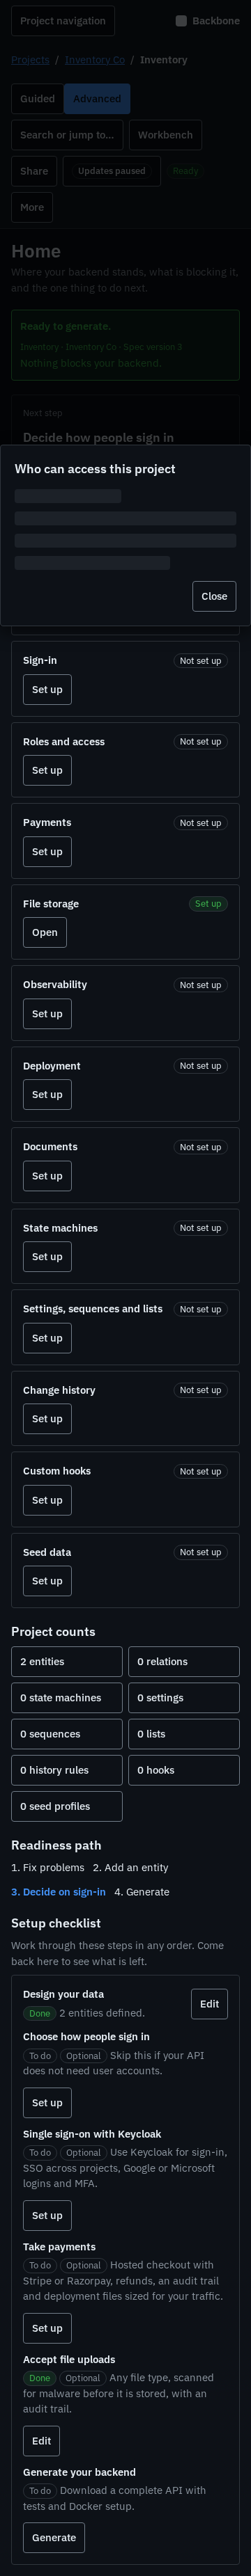 Project navigation
Backbone
Projects / Inventory Co / Inventory
Guided
Advanced
Search or jump to...
Workbench
Share
Updates paused
Ready
More
Home
Where your backend stands, what is blocking it,
and the one thing to do next.
Ready to generate.
Inventory · Inventory Co · Spec version 3
Nothing blocks your backend.
Next step
Decide how people sign in
Who can access this project
Close
Sign-in
Not set up
Set up
Roles and access
Not set up
Set up
Payments
Not set up
Set up
File storage
Set up
Open
Observability
Not set up
Set up
Deployment
Not set up
Set up
Documents
Not set up
Set up
State machines
Not set up
Set up
Settings, sequences and lists
Not set up
Set up
Change history
Not set up
Set up
Custom hooks
Not set up
Set up
Seed data
Not set up
Set up
Project counts
2 entities
0 relations
0 state machines
0 settings
0 sequences
0 lists
0 history rules
0 hooks
0 seed profiles
Readiness path
1. Fix problems 2. Add an entity
3. Decide on sign-in 4. Generate
Setup checklist
Work through these steps in any order. Come
back here to see what is left.
Design your data
Done 2 entities defined.
Edit
Choose how people sign in
To do Optional Skip this if your API
does not need user accounts.
Set up
Single sign-on with Keycloak
To do Optional Use Keycloak for sign-in,
SSO across projects, Google or Microsoft
logins and MFA.
Set up
Take payments
To do Optional Hosted checkout with
Stripe or Razorpay, refunds, an audit trail
and deployment files sized for your traffic.
Set up
Accept file uploads
Done Optional Any file type, scanned
for malware before it is stored, with an
audit trail.
Edit
Generate your backend
To do Download a complete API with
tests and Docker setup.
Generate